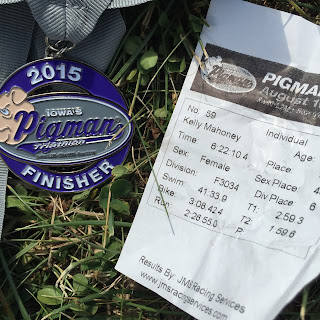 2015
IOWA'S
Pigman
Triathlon
FINISHER
PIGMAN
August 1
No. 59
Kelly Mahoney
Individual
Time: 6:22:10.4
Age:
Sex: Female
Place:
Division: F3034
Sex Place: 4
Swim: 41:33.9
Div Place: 6
Bike: 3:08:42.4
T1: 2:59.3
Run: 2:28:55.0
T2: 1:59.6
P
Results By JMS Racing Services
www.jmsracingservices.com